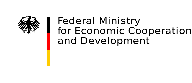 Federal Ministry
for Economic Cooperation
and Development